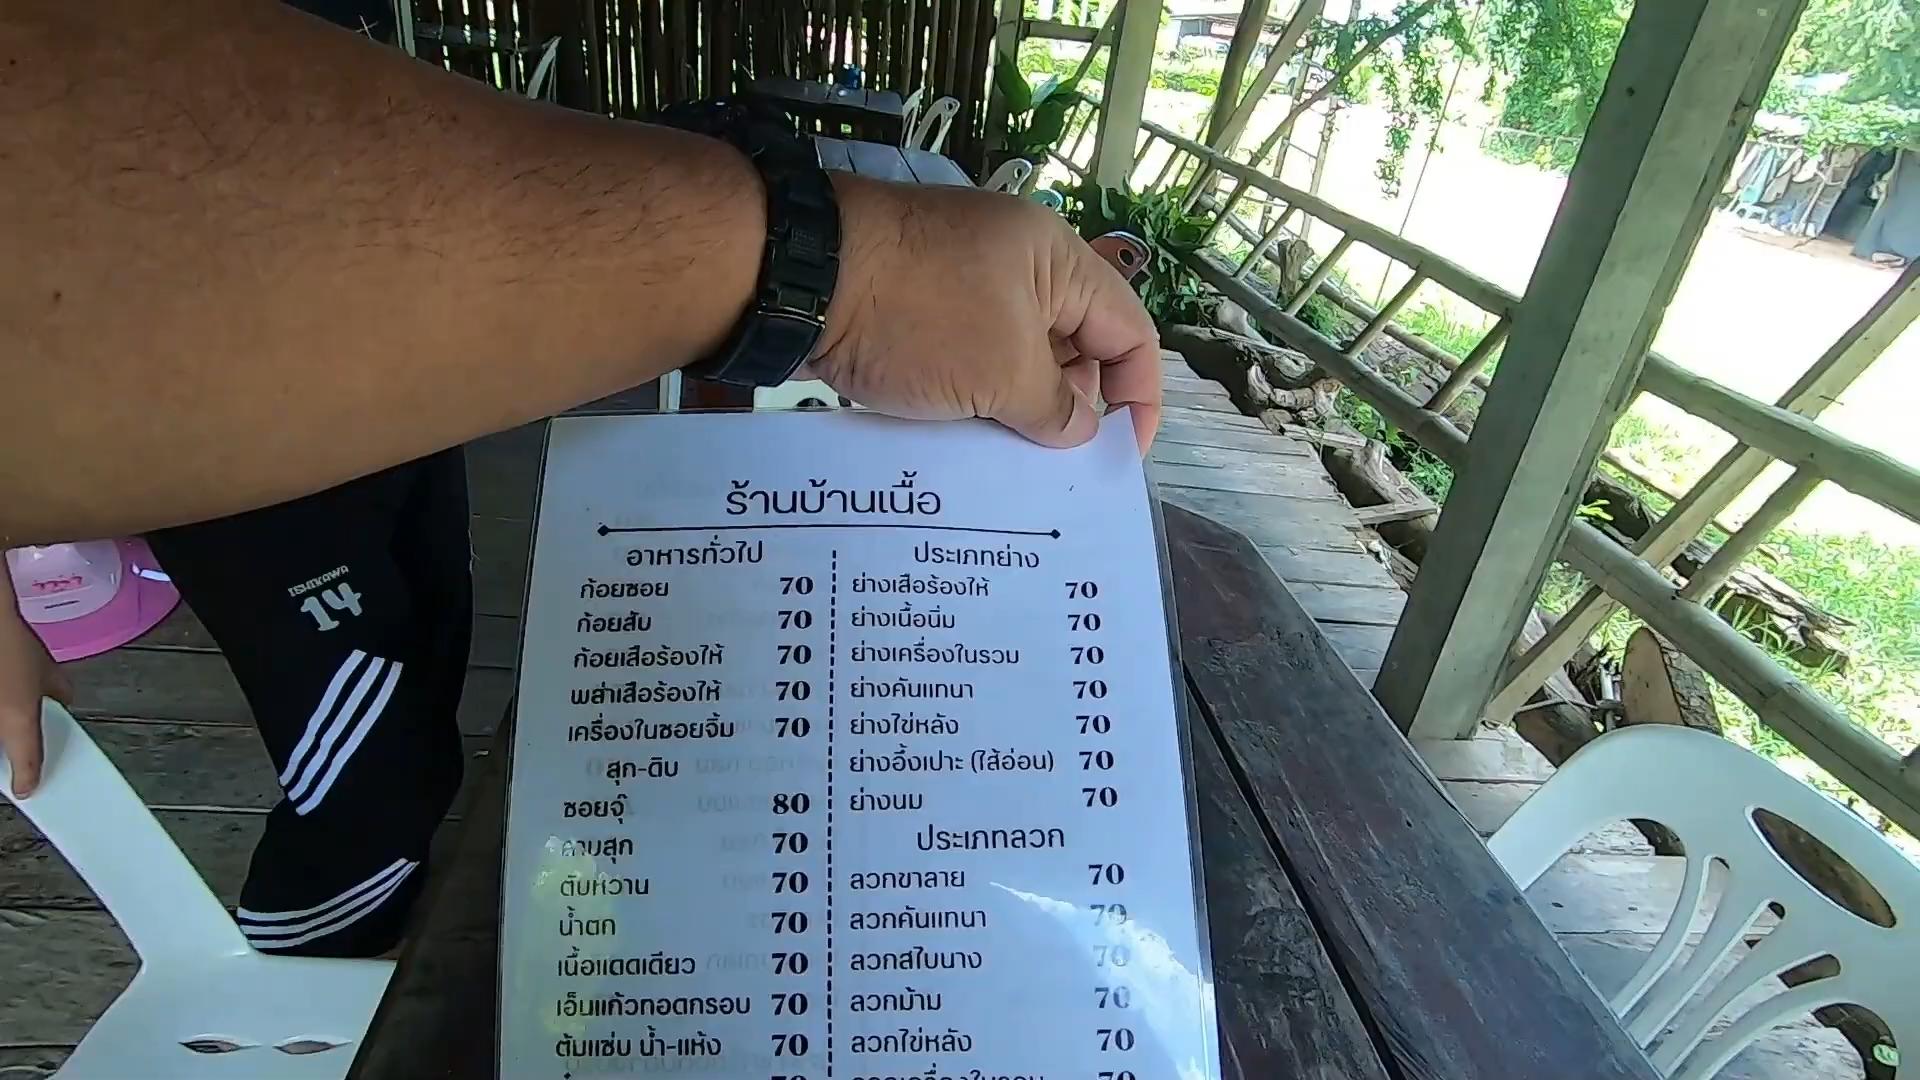 ร้านบ้านเนื้อ
อาหารทั่วไป
ก้อยซอย 70
ก้อยสับ 70
ก้อยเสือร้องไห้ 70
พล่าเสือร้องไห้ 70
เครื่องในซอยจิ้ม 70
สุก-ดิบ
ซอยจุ๊ 80
ลาบสุก 70
ตับหวาน 70
น้ำตก 70
เนื้อแดดเดียว 70
เอ็นแก้วทอดกรอบ 70
ต้มแซ่บ น้ำ-แห้ง 70
ประเภทย่าง
ย่างเสือร้องไห้ 70
ย่างเนื้อนิ่ม 70
ย่างเครื่องในรวม 70
ย่างคันแทนา 70
ย่างไข่หลัง 70
ย่างอึ้งเปาะ (ไส้อ่อน) 70
ย่างนม 70
ประเภทลวก
ลวกขาลาย 70
ลวกคันแทนา 70
ลวกสไบนาง 70
ลวกม้าม 70
ลวกไข่หลัง 70
ISHIKAWA
14